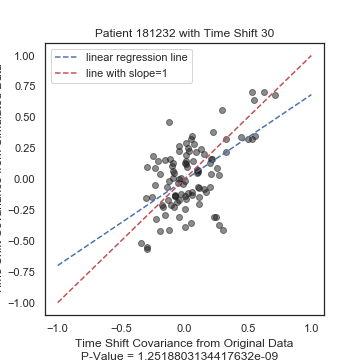 Patient 181232 with Time Shift 30
linear regression line
line with slope=1
1.00
0.75
0.50
0.25
0.00
−0.25
−0.50
−0.75
−1.00
−1.0
−0.5
0.0
0.5
1.0
Time Shift Covariance from Original Data
P-Value = 1.2518803134417632e-09